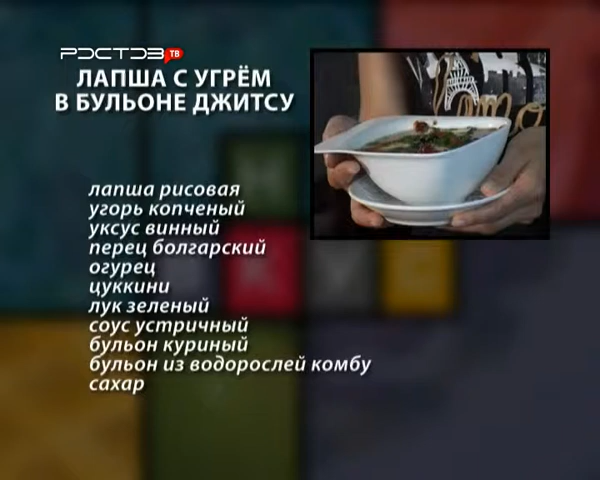 РОСТОВ ТВ
ЛАПША С УГРЁМ
В БУЛЬОНЕ ДЖИТСУ
лапша рисовая
угорь копченый
уксус винный
перец болгарский
огурец
цуккини
лук зеленый
соус устричный
бульон куриный
бульон из водорослей комбу
сахар